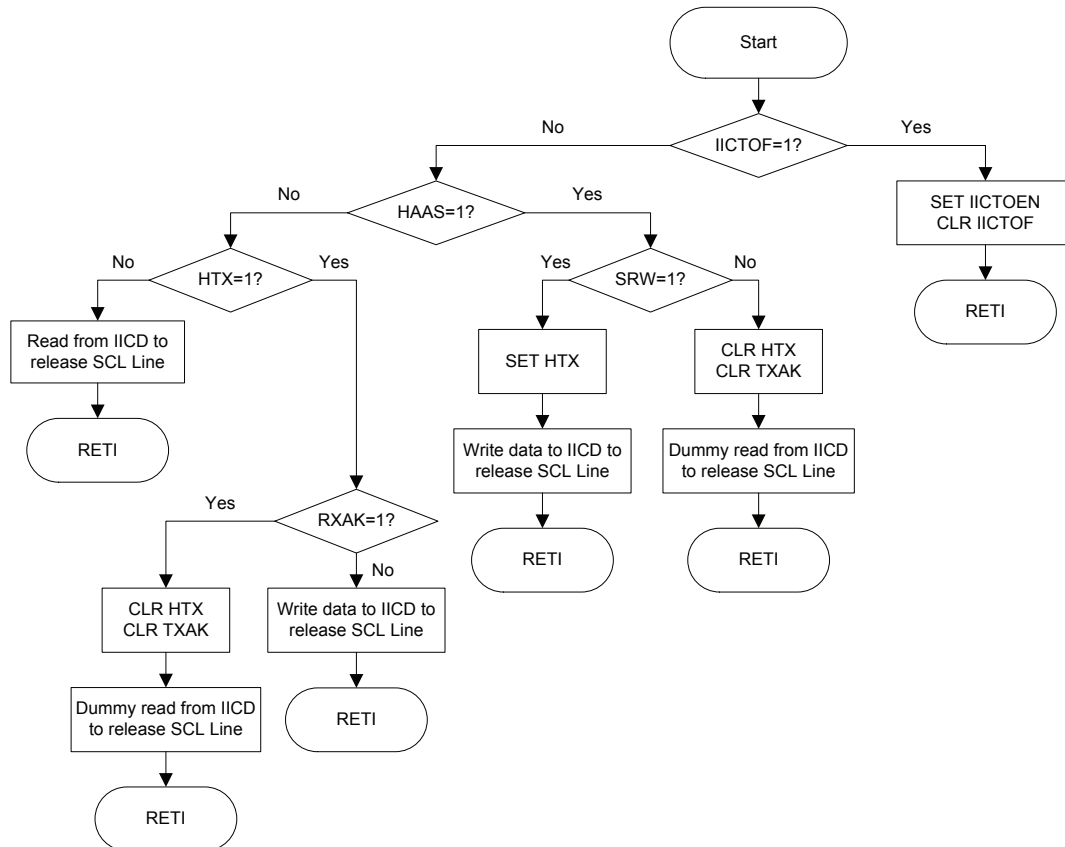 Start
No
IICTOF=1?
Yes
No
HAAS=1?
Yes
SET IICTOEN
CLR IICTOF
No
HTX=1?
Yes
Yes
SRW=1?
No
RETI
Read from IICD to
release SCL Line
SET HTX
CLR HTX
CLR TXAK
RETI
Write data to IICD to
release SCL Line
Dummy read from IICD
to release SCL Line
Yes
RXAK=1?
No
RETI
RETI
CLR HTX
CLR TXAK
Write data to IICD to
release SCL Line
Dummy read from IICD
to release SCL Line
RETI
RETI